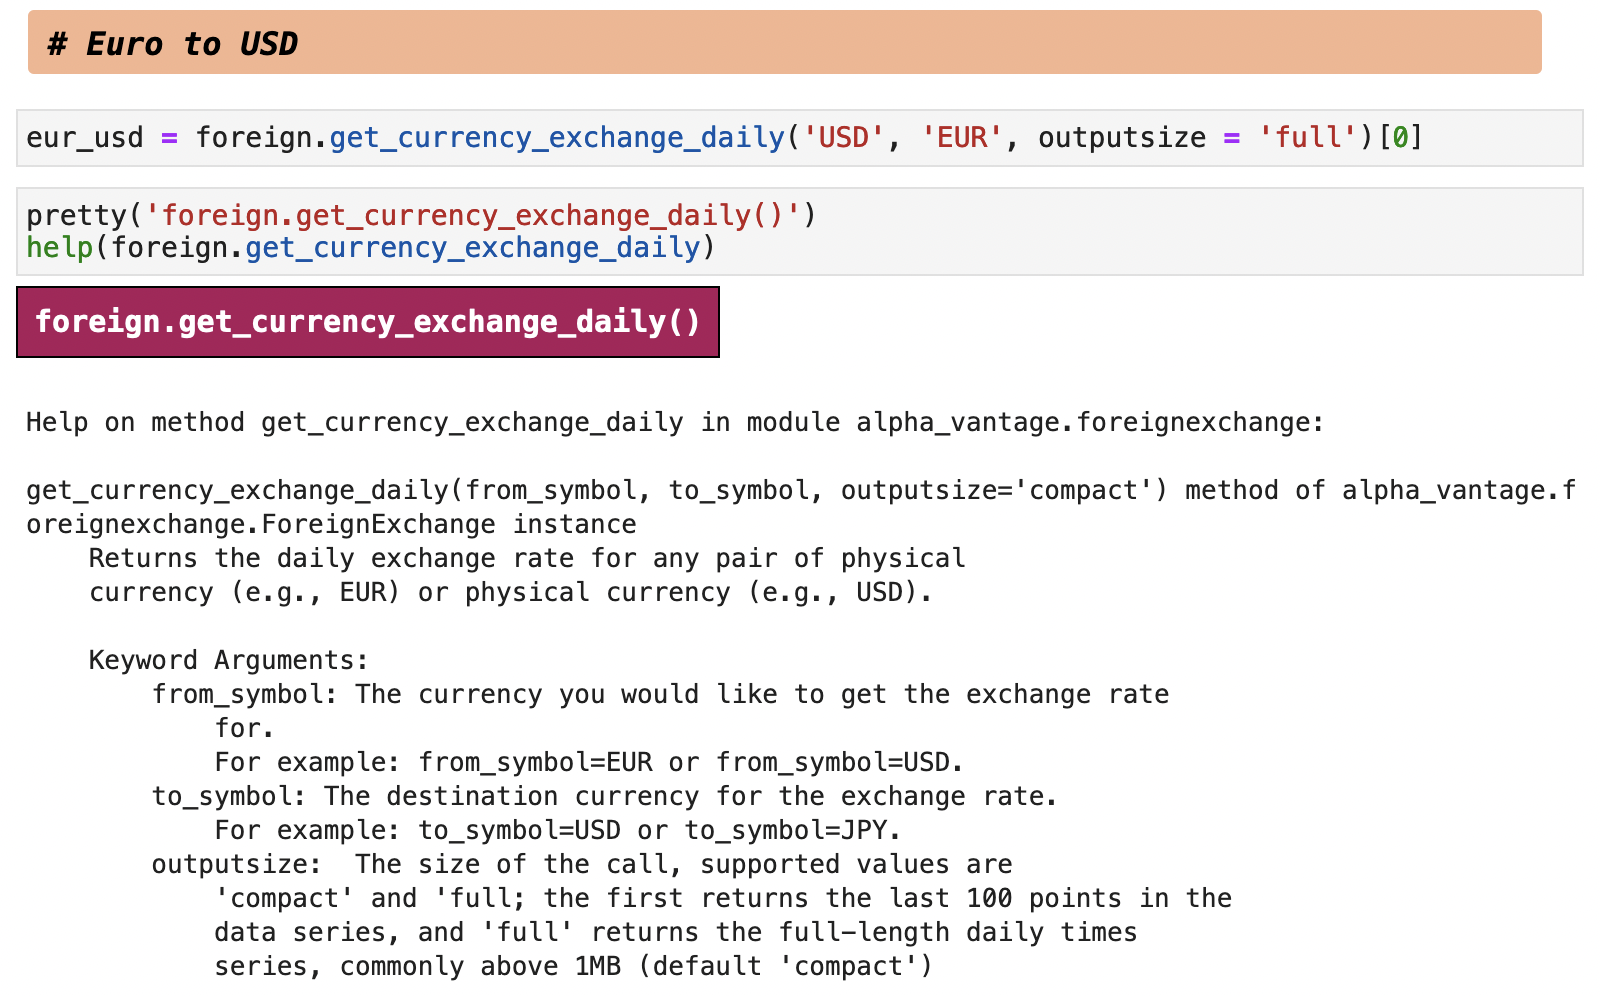 # Euro to USD
eur_usd = foreign.get_currency_exchange_daily('USD', 'EUR', outputsize = 'full')[0]
pretty('foreign.get_currency_exchange_daily()')
help(foreign.get_currency_exchange_daily)
foreign.get_currency_exchange_daily()
Help on method get_currency_exchange_daily in module alpha_vantage.foreignexchange:
get_currency_exchange_daily(from_symbol, to_symbol, outputsize='compact') method of alpha_vantage.f
oreignexchange.ForeignExchange instance
    Returns the daily exchange rate for any pair of physical
    currency (e.g., EUR) or physical currency (e.g., USD).
    Keyword Arguments:
        from_symbol: The currency you would like to get the exchange rate
            for.
            For example: from_symbol=EUR or from_symbol=USD.
        to_symbol: The destination currency for the exchange rate.
            For example: to_symbol=USD or to_symbol=JPY.
        outputsize:  The size of the call, supported values are
            'compact' and 'full; the first returns the last 100 points in the
            data series, and 'full' returns the full-length daily times
            series, commonly above 1MB (default 'compact')